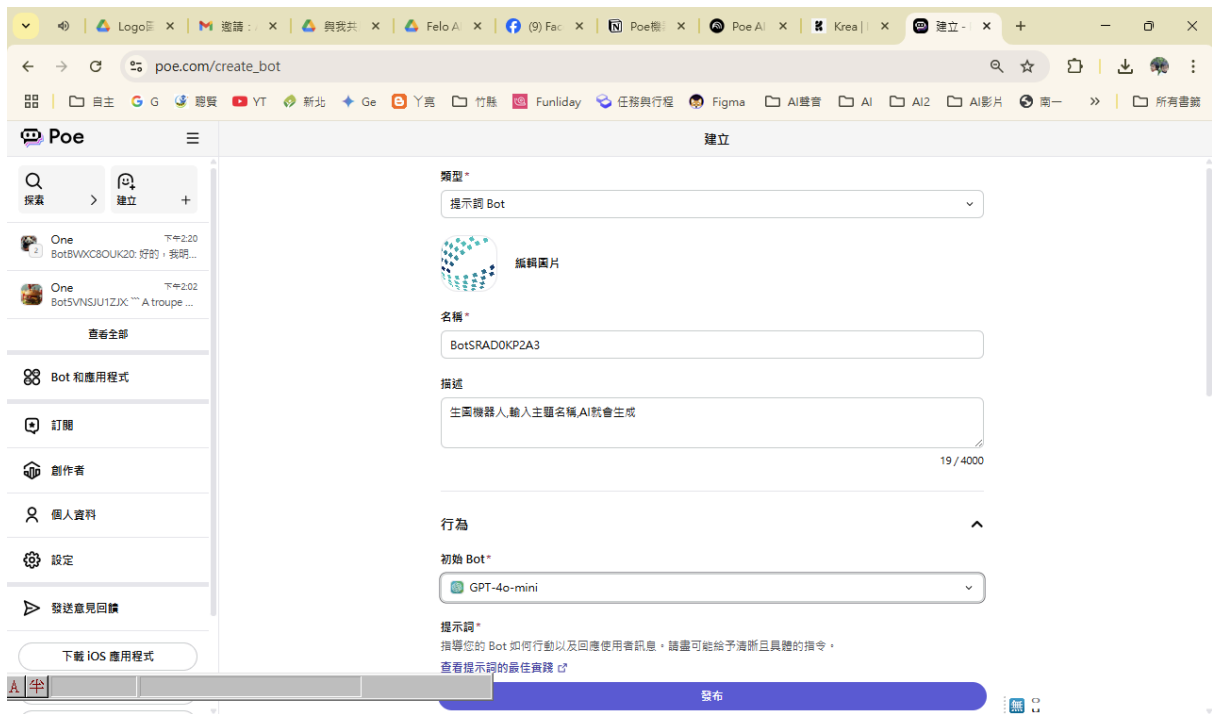 Logo
邀請：
與我共
Felo A
(9) Fac
Poe機
Poe AI
Krea |
建立 -
poe.com/create_bot
自主
G
聰賢
YT
新北
Ge
丫亮
竹縣
Funliday
任務與行程
Figma
AI聲音
AI
AI2
AI影片
南一
所有書籤
Poe
建立
探索
建立
One
下午2:20
BotBWXC8OUK20: 好的，我明...
2
One
下午2:02
Bot5VNSJU1ZJX: ``` A troupe ...
查看全部
Bot 和應用程式
訂閱
創作者
個人資料
設定
發送意見回饋
下載 iOS 應用程式
類型*
提示詞 Bot
編輯圖片
名稱*
BotSRAD0KP2A3
描述
生圖機器人,輸入主題名稱,AI就會生成
19 / 4000
行為
初始 Bot*
GPT-4o-mini
提示詞*
指導您的 Bot 如何行動以及回應使用者訊息。請盡可能給予清晰且具體的指令。
查看提示詞的最佳實踐
發布
A 半
無